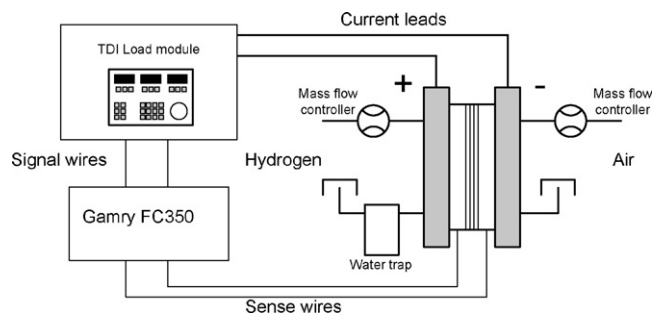 Current leads
TDI Load module
+
-
Mass flow
controller
Mass flow
controller
Signal wires
Hydrogen
Air
Gamry FC350
Water trap
Sense wires